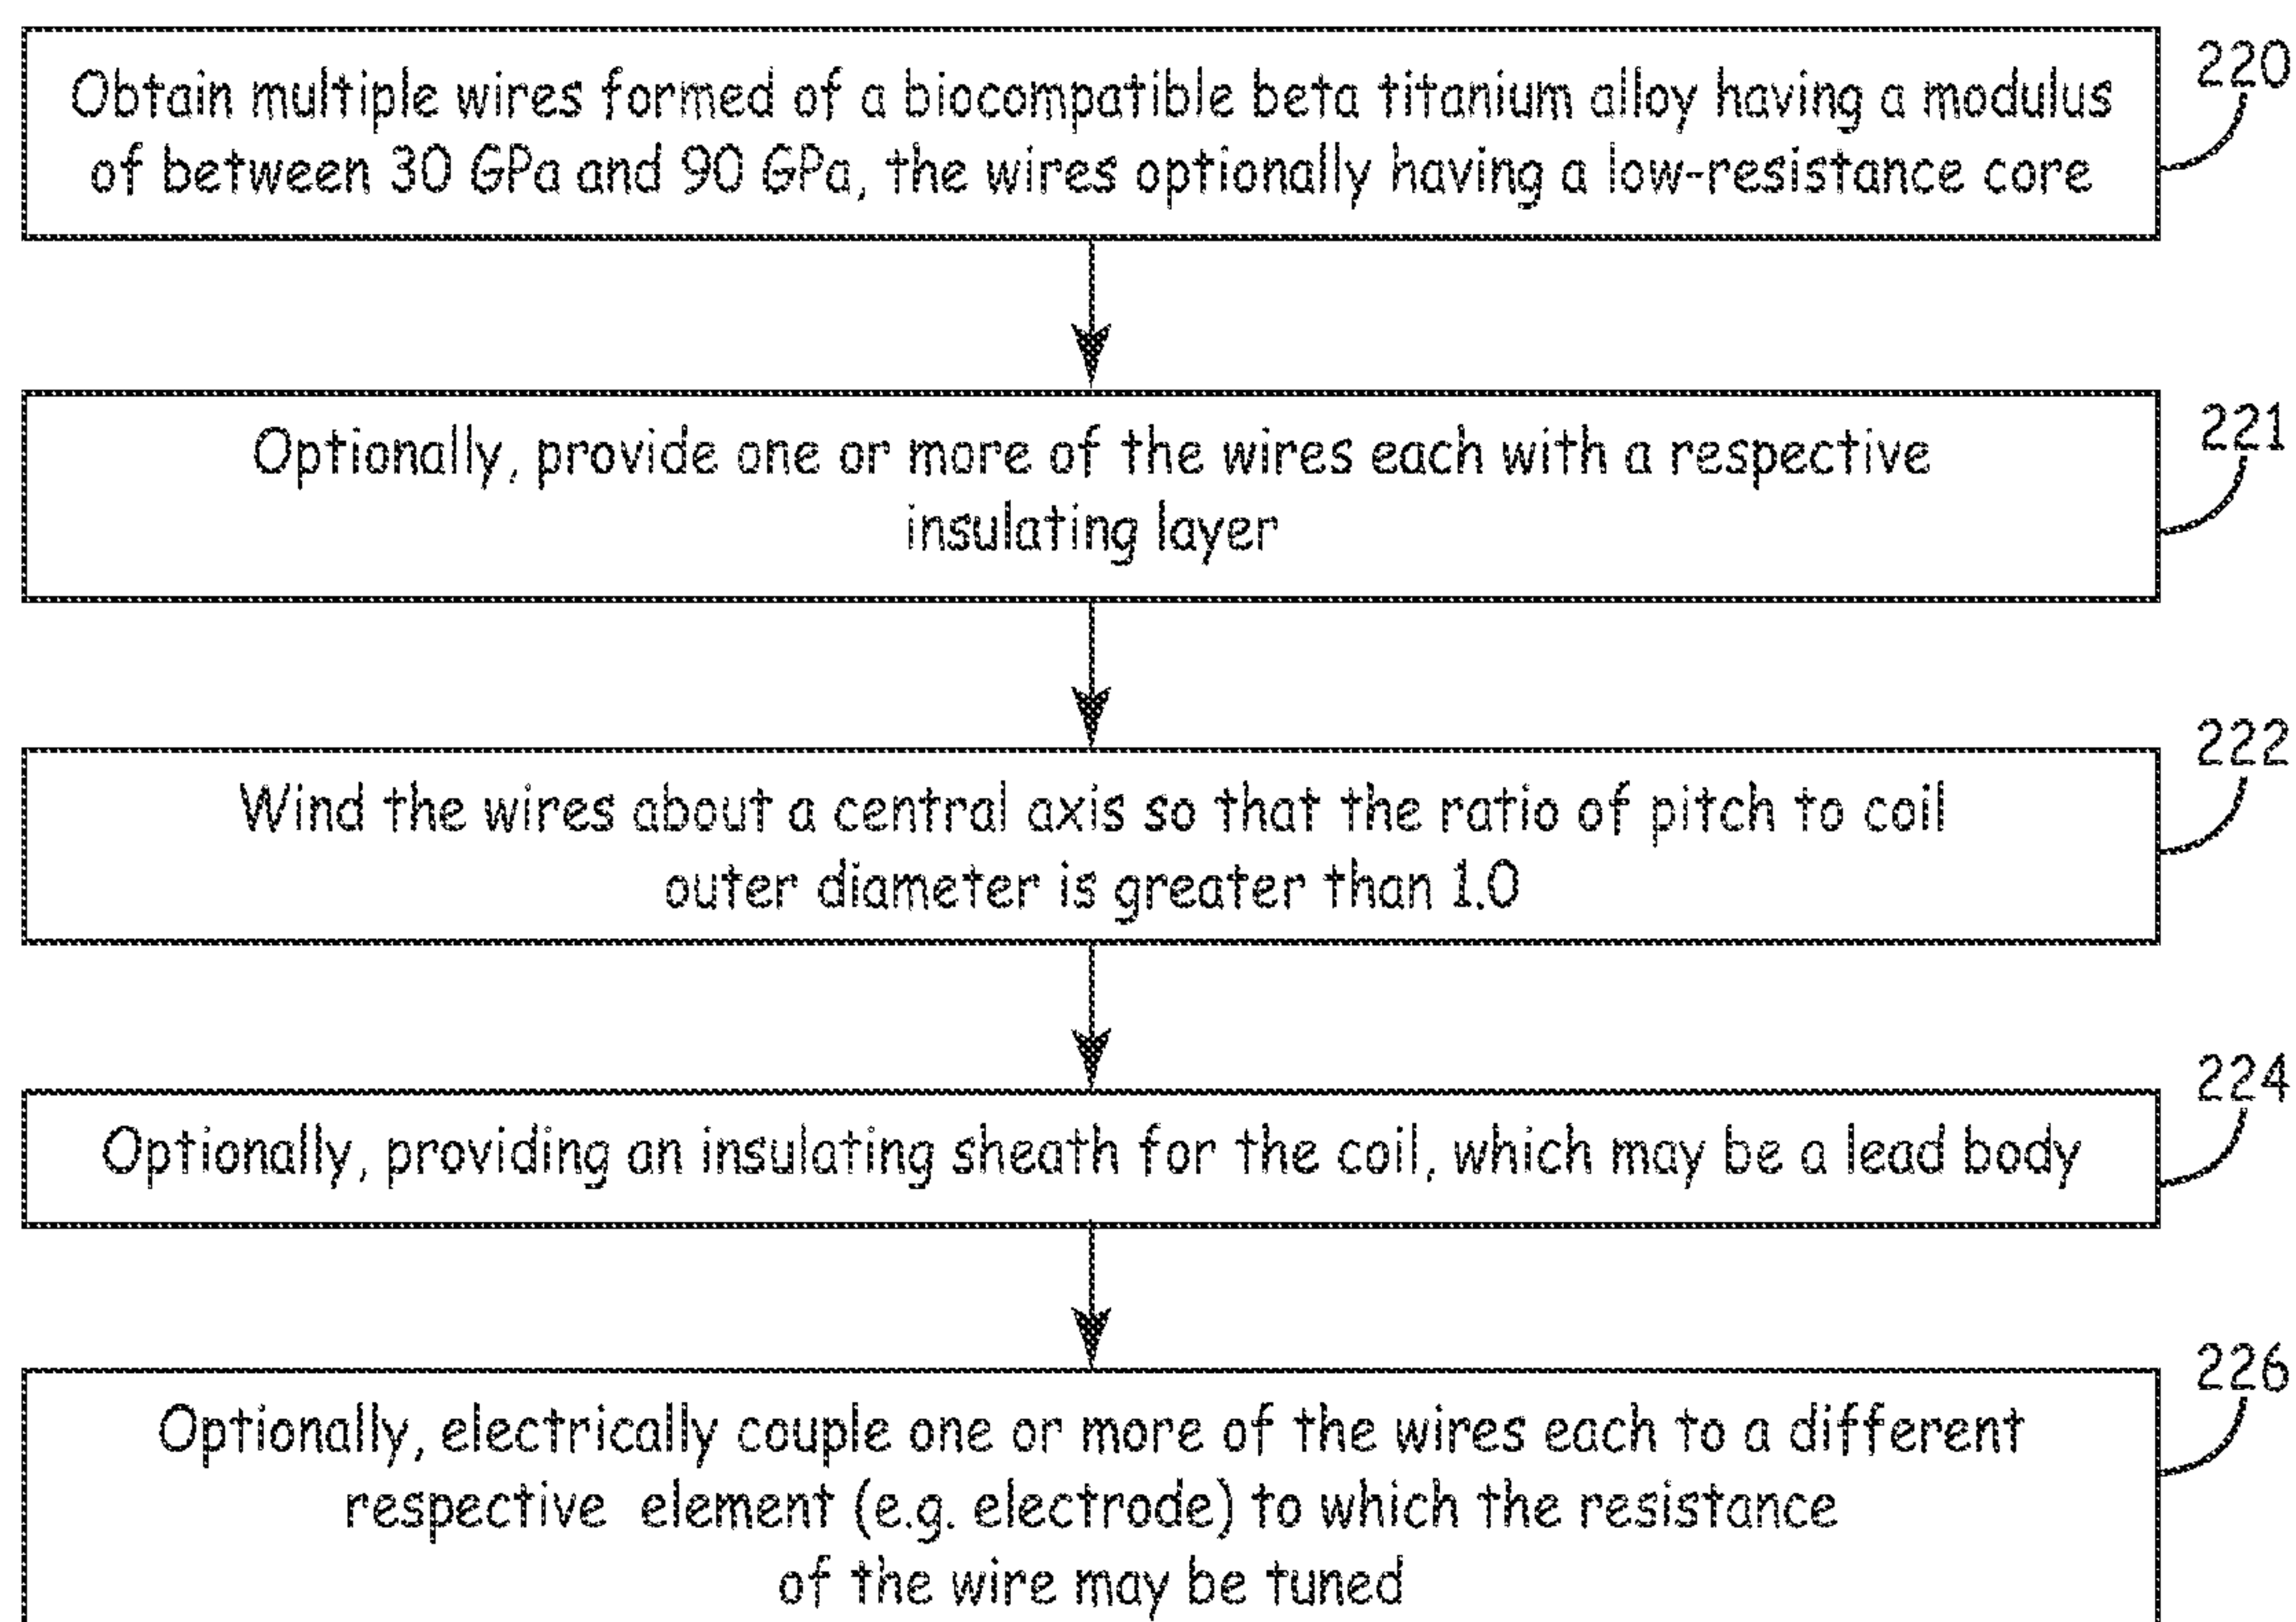 Obtain multiple wires formed of a biocompatible beta titanium alloy having a modulus
of between 30 GPa and 90 GPa, the wires optionally having a low-resistance core
220
Optionally, provide one or more of the wires each with a respective
insulating layer
221
Wind the wires about a central axis so that the ratio of pitch to coil
outer diameter is greater than 1.0
222
Optionally, providing an insulating sheath for the coil, which may be a lead body
224
Optionally, electrically couple one or more of the wires each to a different
respective element (e.g. electrode) to which the resistance
of the wire may be tuned
226